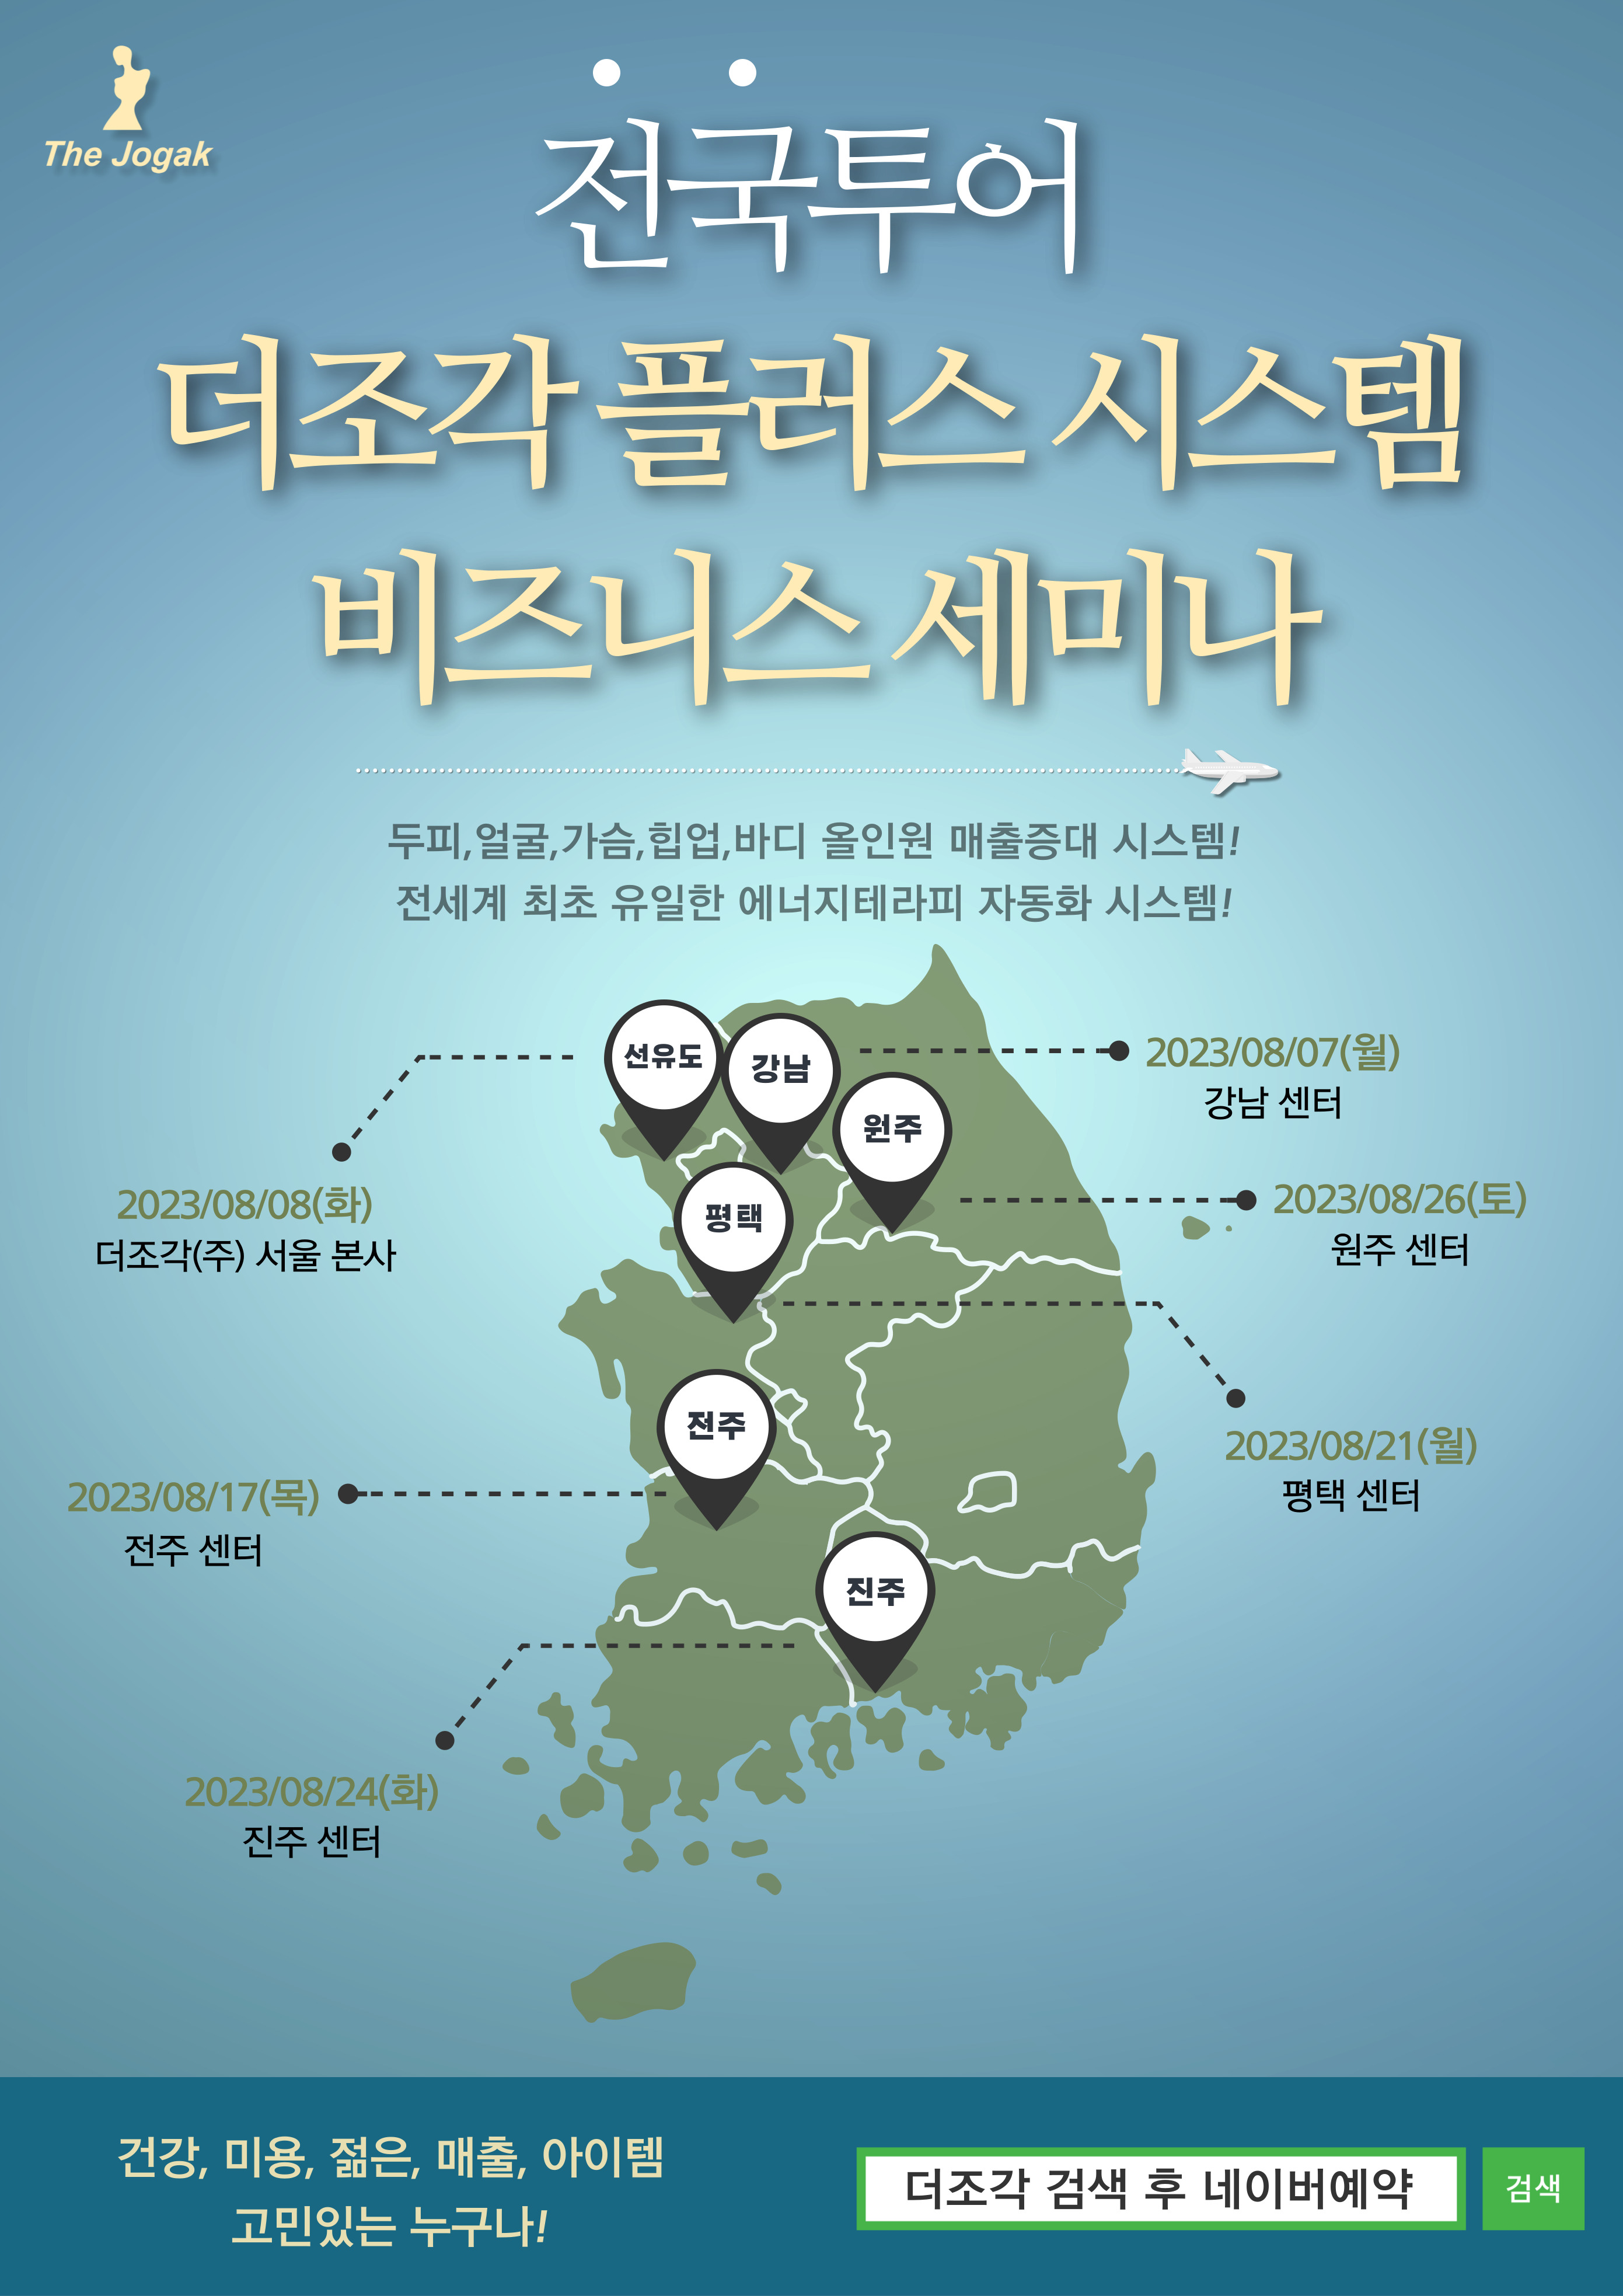 The Jogak
전국투어
더조각 플러스 시스템
비즈니스 세미나
두피,얼굴,가슴,힙업,바디 올인원 매출증대 시스템!
전세계 최초 유일한 에너지테라피 자동화 시스템!
선유도
강남
원주
평택
전주
진주
2023/08/07(월)
강남 센터
2023/08/08(화)
더조각(주) 서울 본사
2023/08/26(토)
원주 센터
2023/08/21(월)
평택 센터
2023/08/17(목)
전주 센터
2023/08/24(화)
진주 센터
건강, 미용, 젊은, 매출, 아이템
고민있는 누구나!
더조각 검색 후 네이버예약
검색